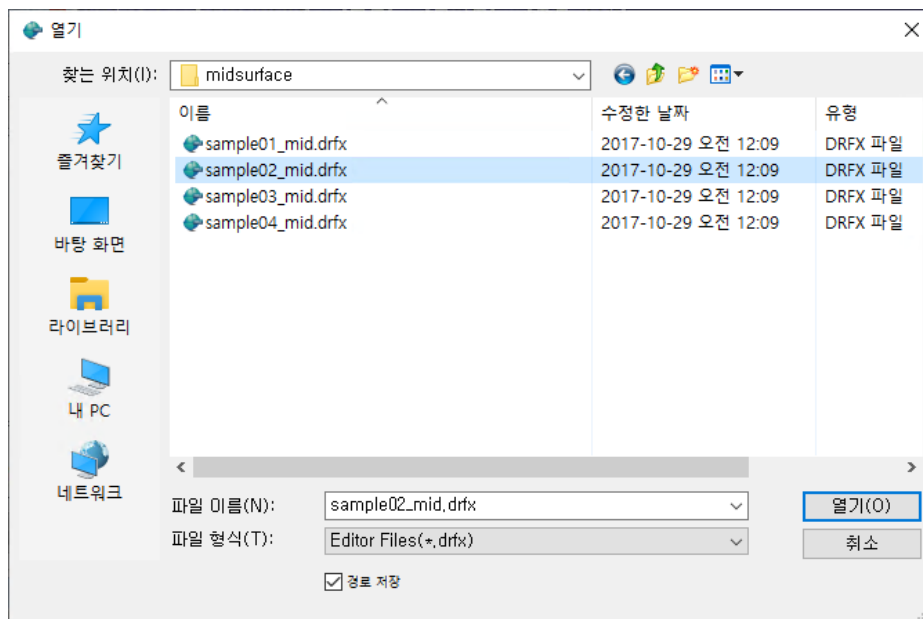 열기
찾는 위치(I): midsurface
이름 수정한 날짜 유형
sample01_mid.drfx 2017-10-29 오전 12:09 DRFX 파일
sample02_mid.drfx 2017-10-29 오전 12:09 DRFX 파일
sample03_mid.drfx 2017-10-29 오전 12:09 DRFX 파일
sample04_mid.drfx 2017-10-29 오전 12:09 DRFX 파일
즐겨찾기
바탕 화면
라이브러리
내 PC
네트워크
파일 이름(N): sample02_mid.drfx 열기(O)
파일 형식(T): Editor Files(*.drfx) 취소
경로 저장